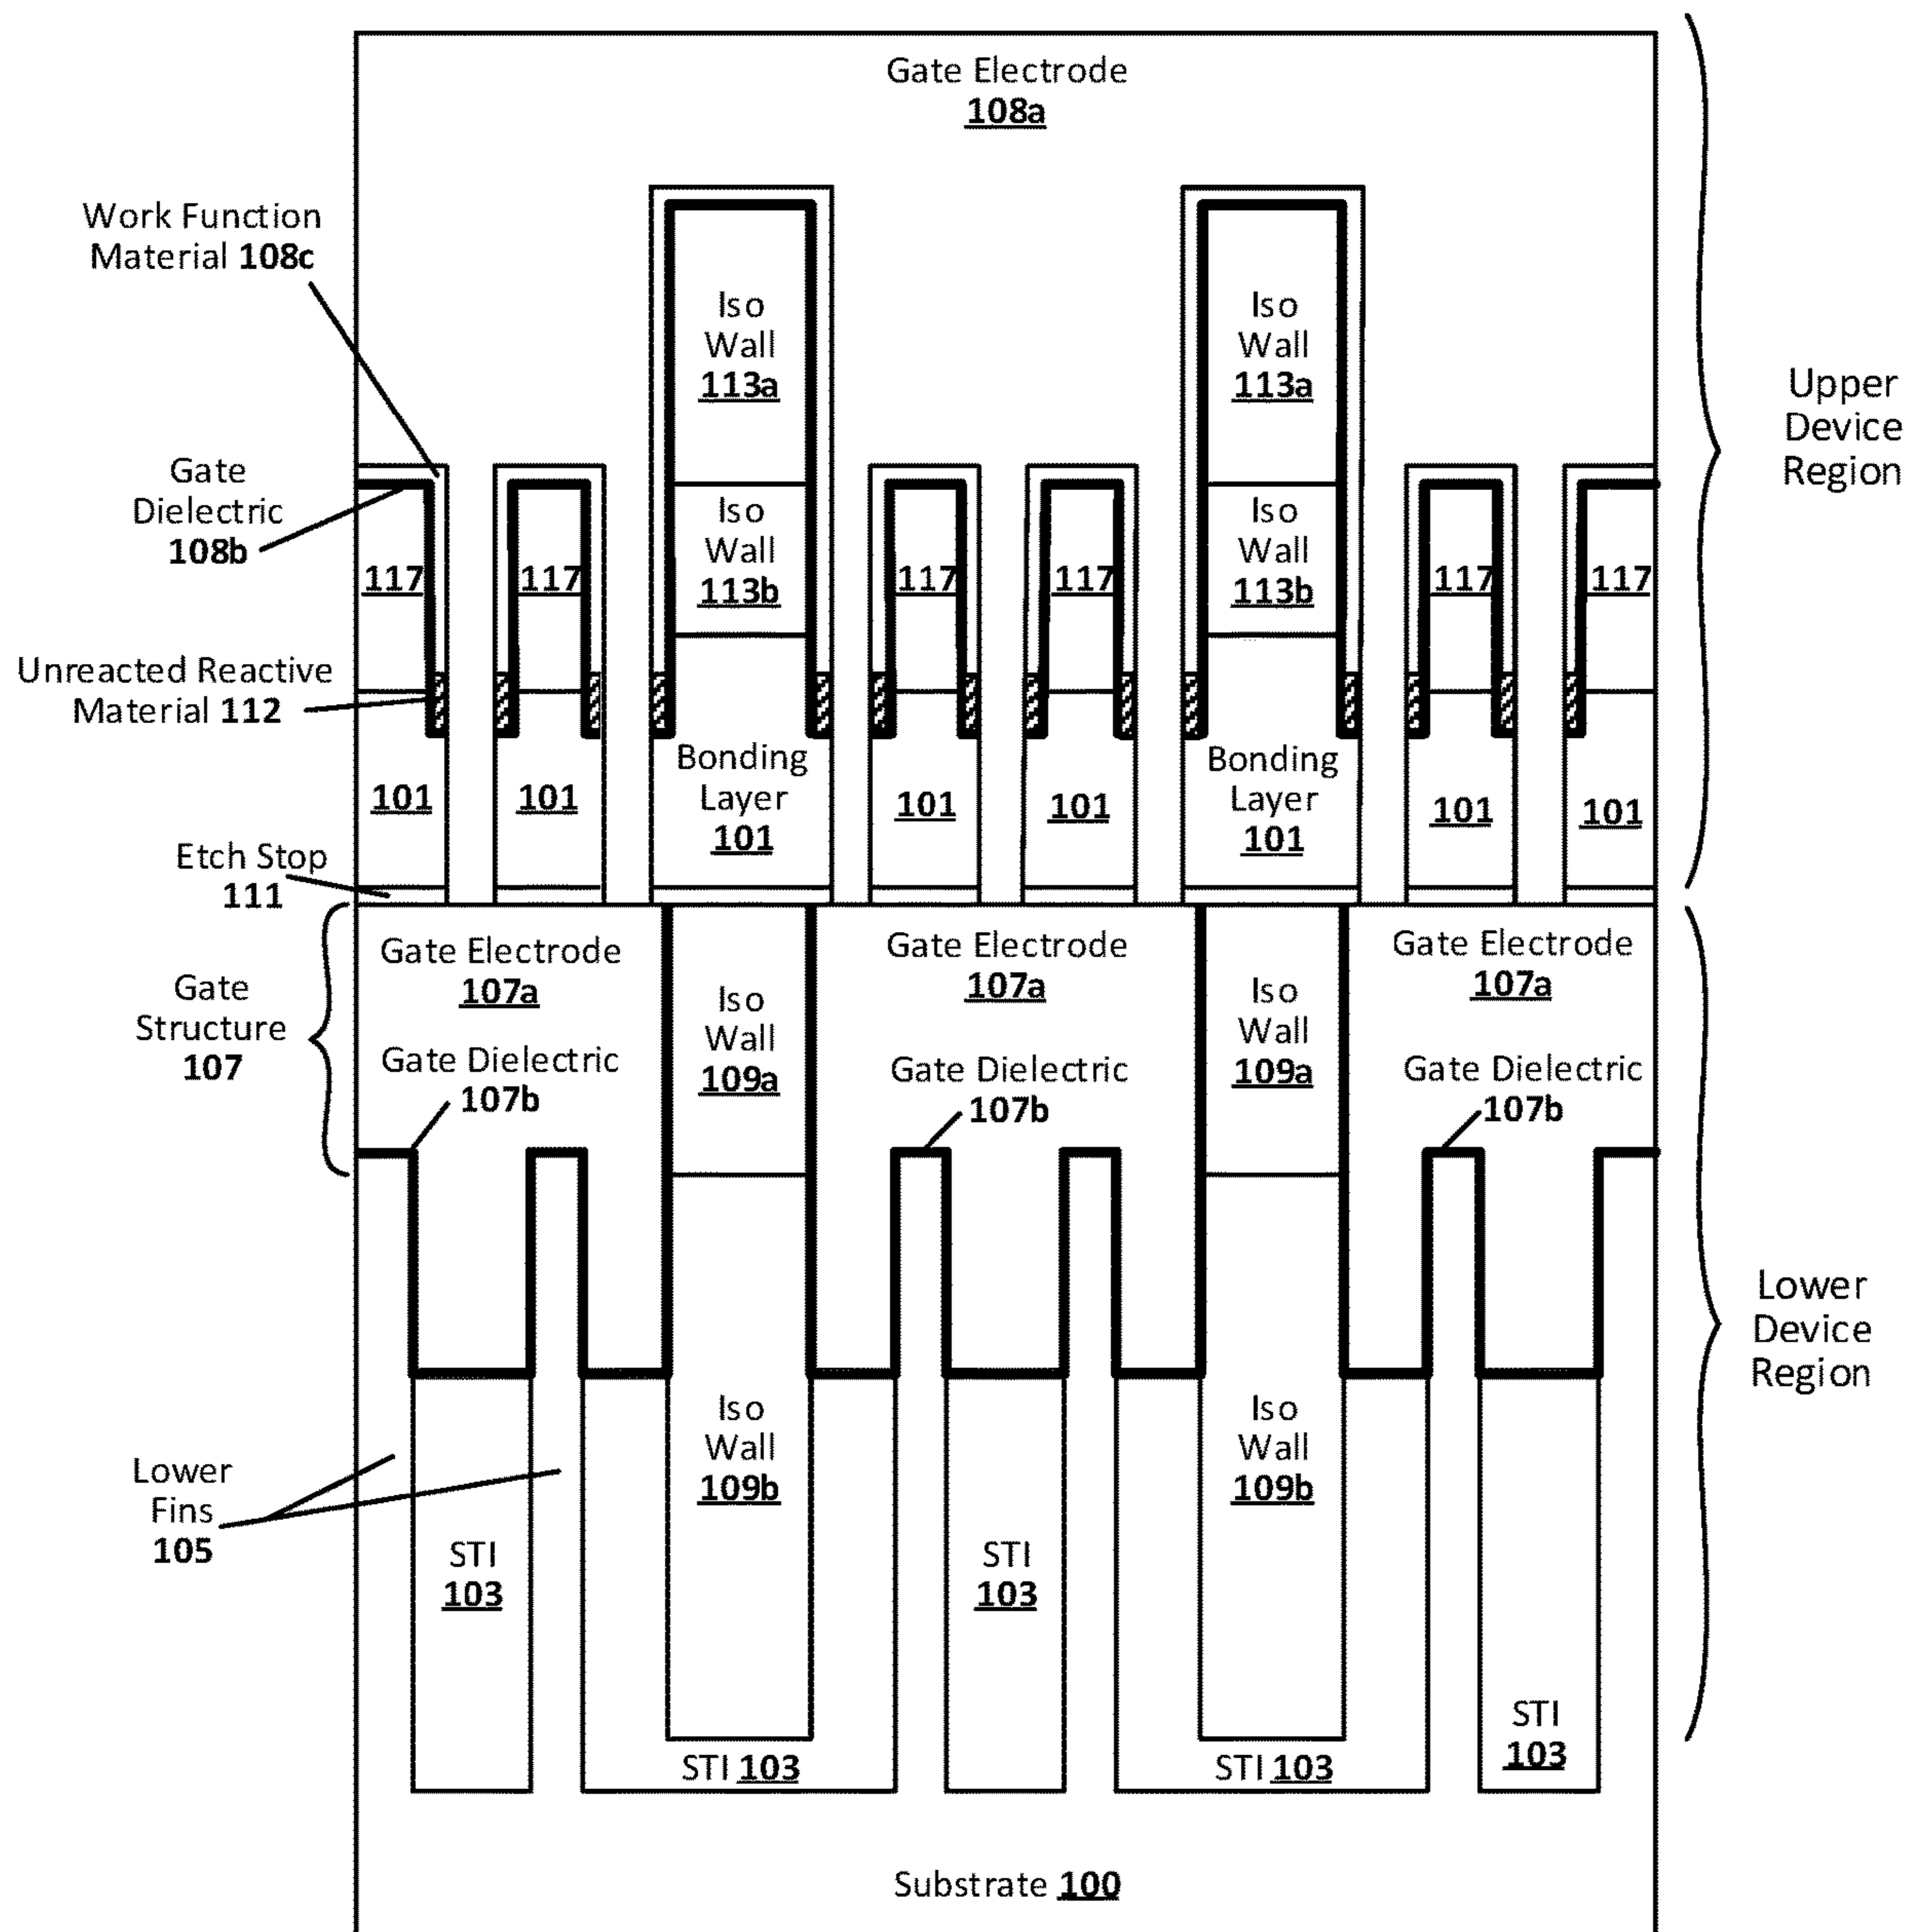 Gate Electrode
108a
Work Function
Material 108c
Iso
Wall
113a
Iso
Wall
113a
Upper
Device
Region
Gate
Dielectric
108b
Iso
Wall
113b
Iso
Wall
113b
117
117
117
117
117
117
Unreacted Reactive
Material 112
Bonding
Layer
101
Bonding
Layer
101
101
101
101
101
101
101
Etch Stop
111
Gate Electrode
107a
Gate Electrode
107a
Gate Electrode
107a
Gate
Structure
107
Iso
Wall
109a
Iso
Wall
109a
Gate Dielectric
107b
Gate Dielectric
107b
Gate Dielectric
107b
Lower
Device
Region
Iso
Wall
109b
Iso
Wall
109b
Lower
Fins
105
STI
103
STI
103
STI
103
STI 103
STI 103
Substrate 100